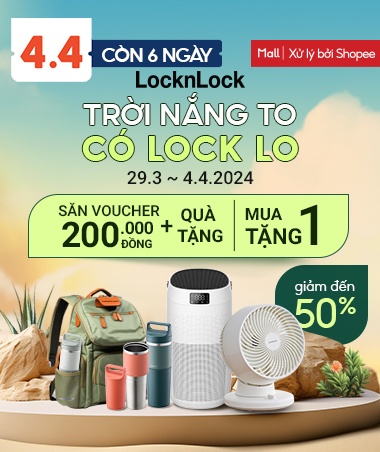 4.4 CÒN 6 NGÀY
Mall | Xử lý bởi Shopee
LocknLock
TRỜI NẮNG TO
CÓ LOCK LO
29.3 ~ 4.4.2024
SĂN VOUCHER
200.000 ĐỒNG
+
QUÀ
TẶNG
MUA
TẶNG 1
giảm đến
50%